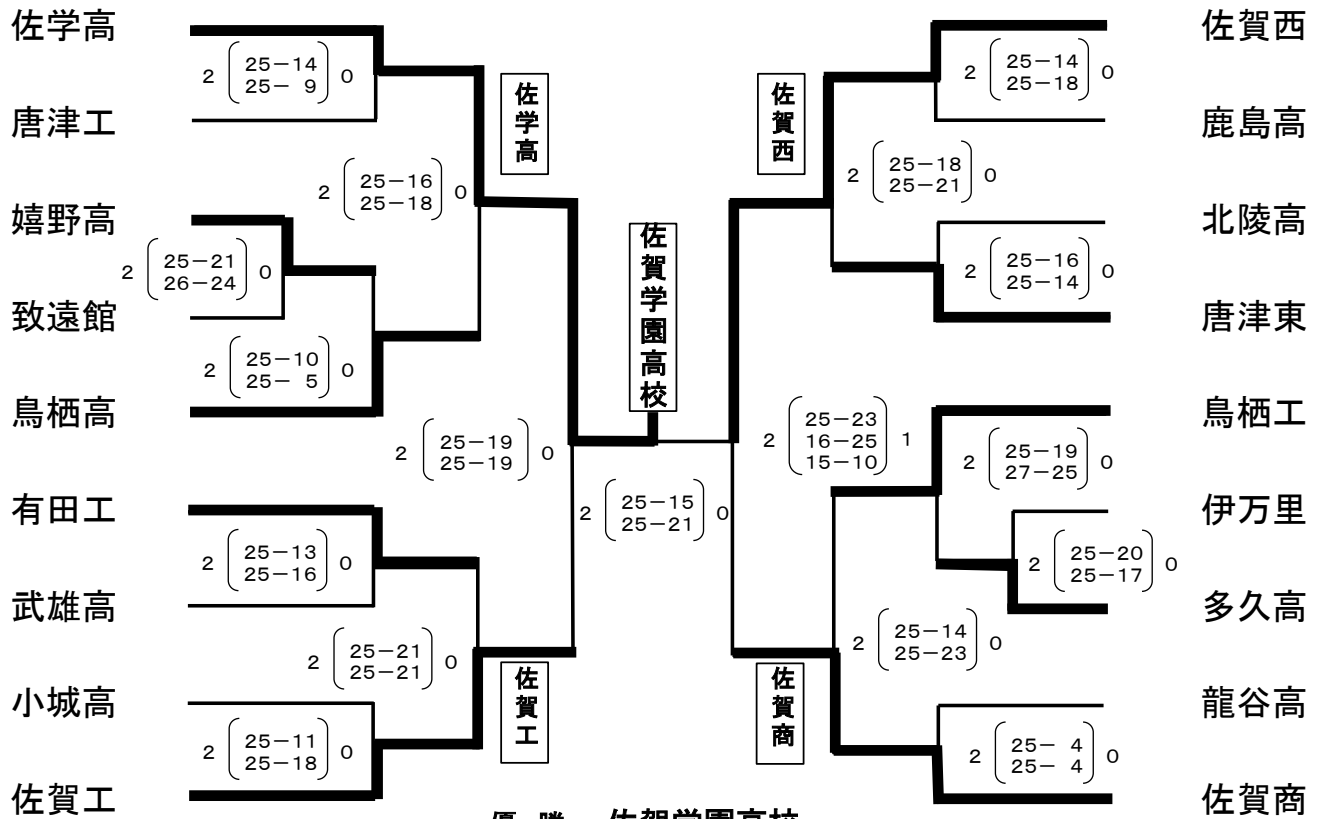 佐学高
唐津工
嬉野高
致遠館
鳥栖高
有田工
武雄高
小城高
佐賀工
2 25-14 0
25- 9
2 25-16 0
25-18
2 25-21 0
26-24
2 25-10 0
25- 5
2 25-19 0
25-19
2 25-13 0
25-16
2 25-21 0
25-21
2 25-11 0
25-18
佐学高
佐賀工
佐賀学園高校
2 25-15 0
25-21
佐賀西
佐賀商
2 25-14 0
25-18
2 25-18 0
25-21
2 25-16 0
25-14
25-23
2 16-25 1
15-10
2 25-19 0
27-25
2 25-20 0
25-17
2 25-14 0
25-23
2 25- 4 0
25- 4
佐賀西
鹿島高
北陵高
唐津東
鳥栖工
伊万里
多久高
龍谷高
佐賀商
優 勝 佐賀学園高校